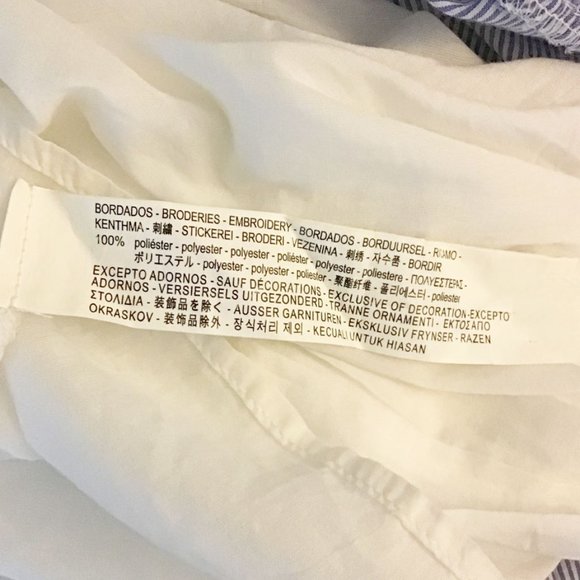 BORDADOS - BRODERIES - EMBROIDERY - BORDADOS - BORDUURSEL - RICAMO -
ΚΕΝΤΗΜΑ - 刺繍 - STICKEREI - BRODERI - VEZENINA - 刺绣 - 자수품 - BORDIR
100% poliéster - polyester - polyester - poliéster - polyester - poliestere - ΠΟΛΥΕΣΤΕΡΑΣ -
ポリエステル - polyester - polyester - polyester - 聚酯纤维 - 폴리에스터 - poliester
EXCEPTO ADORNOS - SAUF DÉCORATIONS - EXCLUSIVE OF DECORATION - EXCEPTO
ADORNOS - VERSIERSELS UITGEZONDERD - TRANNE ORNAMENTI - ΕΚΤΟΣ ΑΠΟ
ΣΤΟΛΙΔΙΑ - 装飾品を除く - AUSSER GARNITUREN - EKSKLUSIV FRYNSER - RAZEN
OKRASKOV - 装饰品除外 - 장식처리 제외 - KECUALI UNTUK HIASAN